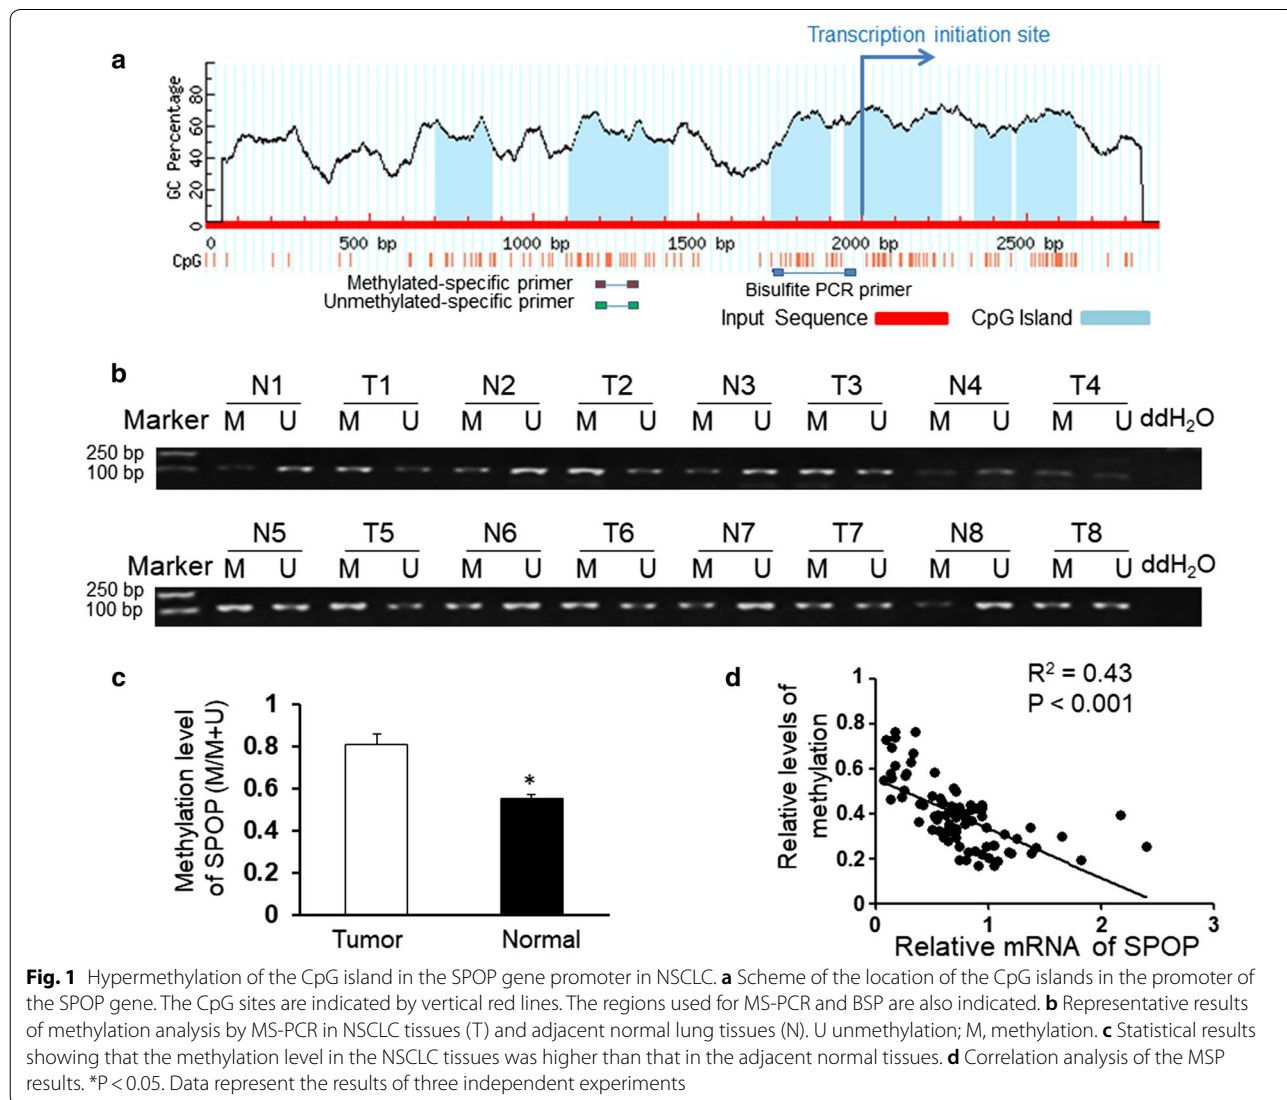 Transcription initiation site
a
GC Percentage
0 20 40 60 80
0 500 bp 1000 bp 1500 bp 2000 bp 2500 bp
CpG
Methylated-specific primer
Unmethylated-specific primer
Bisulfite PCR primer
Input Sequence CpG Island
b
N1 T1 N2 T2 N3 T3 N4 T4
Marker M U M U M U M U M U M U M U M U ddH₂O
250 bp
100 bp
N5 T5 N6 T6 N7 T7 N8 T8
Marker M U M U M U M U M U M U M U M U ddH₂O
250 bp
100 bp
c
Methylation level
of SPOP (M/M+U)
1
0.8
0.6
0.4
0.2
0
*
Tumor Normal
d
Relative levels of
methylation
1
0.8
0.6
0.4
0.2
0
R² = 0.43
P < 0.001
0 1 2 3
Relative mRNA of SPOP
Fig. 1 Hypermethylation of the CpG island in the SPOP gene promoter in NSCLC. a Scheme of the location of the CpG islands in the promoter of
the SPOP gene. The CpG sites are indicated by vertical red lines. The regions used for MS-PCR and BSP are also indicated. b Representative results
of methylation analysis by MS-PCR in NSCLC tissues (T) and adjacent normal lung tissues (N). U unmethylation; M, methylation. c Statistical results
showing that the methylation level in the NSCLC tissues was higher than that in the adjacent normal tissues. d Correlation analysis of the MSP
results. *P < 0.05. Data represent the results of three independent experiments